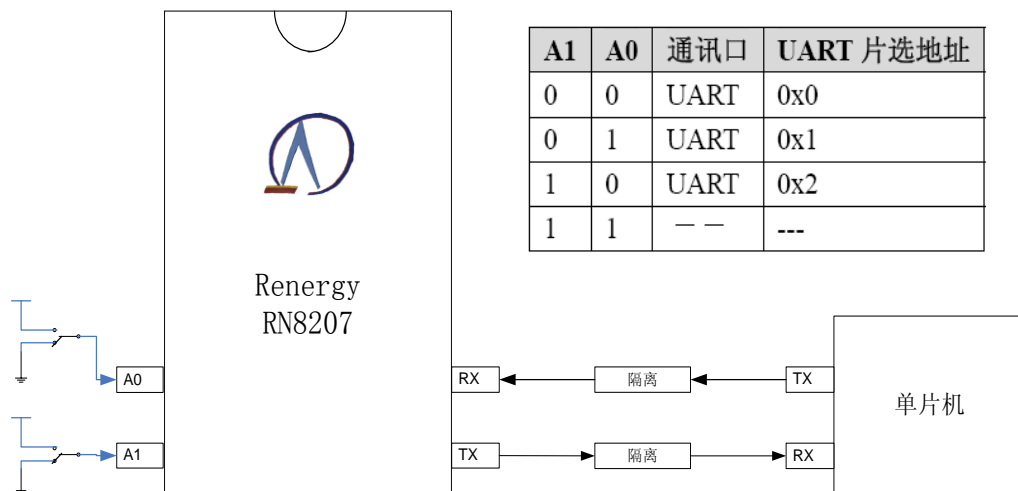 A1 A0 通讯口 UART 片选地址
0 0 UART 0x0
0 1 UART 0x1
1 0 UART 0x2
1 1 －－ ---
Renergy
RN8207
A0 RX 隔离 TX
单片机
A1 TX 隔离 RX